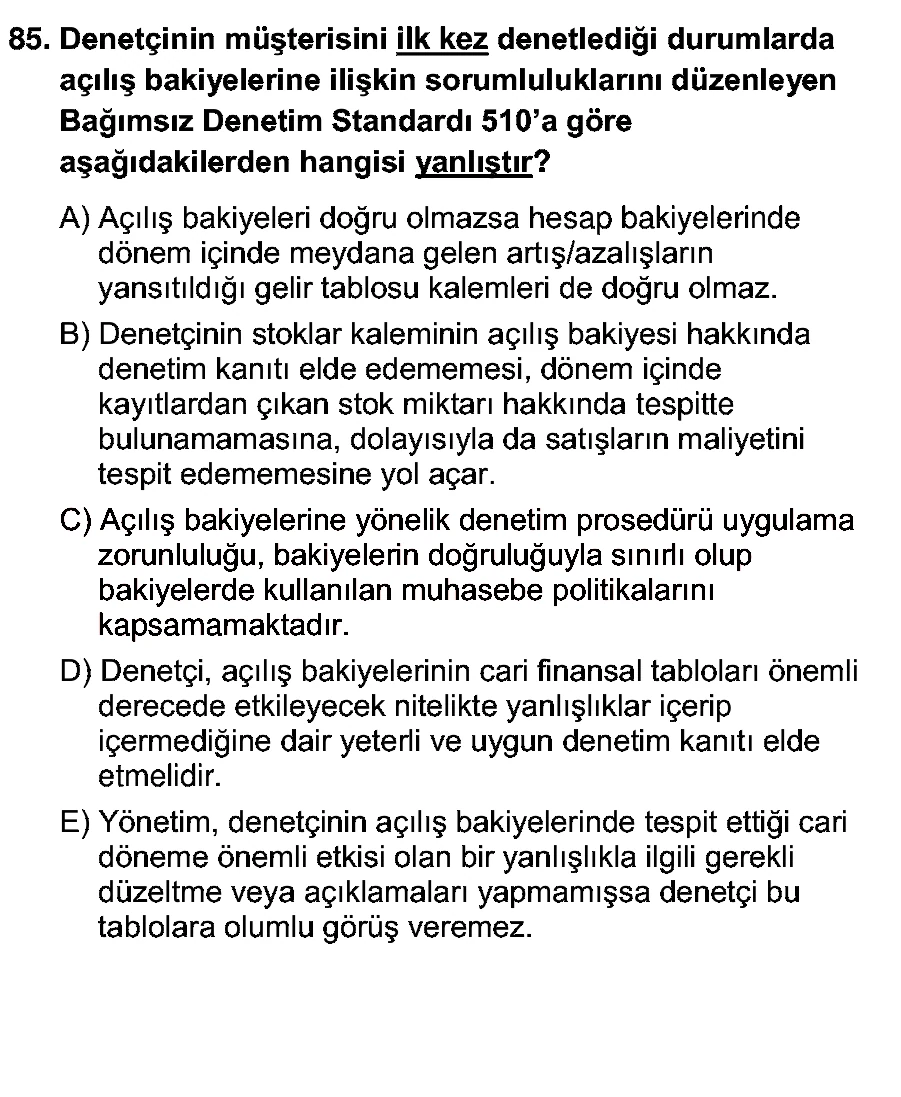 85. Denetçinin müşterisini ilk kez denetlediği durumlarda
açılış bakiyelerine ilişkin sorumluluklarını düzenleyen
Bağımsız Denetim Standardı 510’a göre
aşağıdakilerden hangisi yanlıştır?
A) Açılış bakiyeleri doğru olmazsa hesap bakiyelerinde
dönem içinde meydana gelen artış/azalışların
yansıtıldığı gelir tablosu kalemleri de doğru olmaz.
B) Denetçinin stoklar kaleminin açılış bakiyesi hakkında
denetim kanıtı elde edememesi, dönem içinde
kayıtlardan çıkan stok miktarı hakkında tespitte
bulunamamasına, dolayısıyla da satışların maliyetini
tespit edememesine yol açar.
C) Açılış bakiyelerine yönelik denetim prosedürü uygulama
zorunluluğu, bakiyelerin doğruluğuyla sınırlı olup
bakiyelerde kullanılan muhasebe politikalarını
kapsamamaktadır.
D) Denetçi, açılış bakiyelerinin cari finansal tabloları önemli
derecede etkileyecek nitelikte yanlışlıklar içerip
içermediğine dair yeterli ve uygun denetim kanıtı elde
etmelidir.
E) Yönetim, denetçinin açılış bakiyelerinde tespit ettiği cari
döneme önemli etkisi olan bir yanlışlıkla ilgili gerekli
düzeltme veya açıklamaları yapmamışsa denetçi bu
tablolara olumlu görüş veremez.